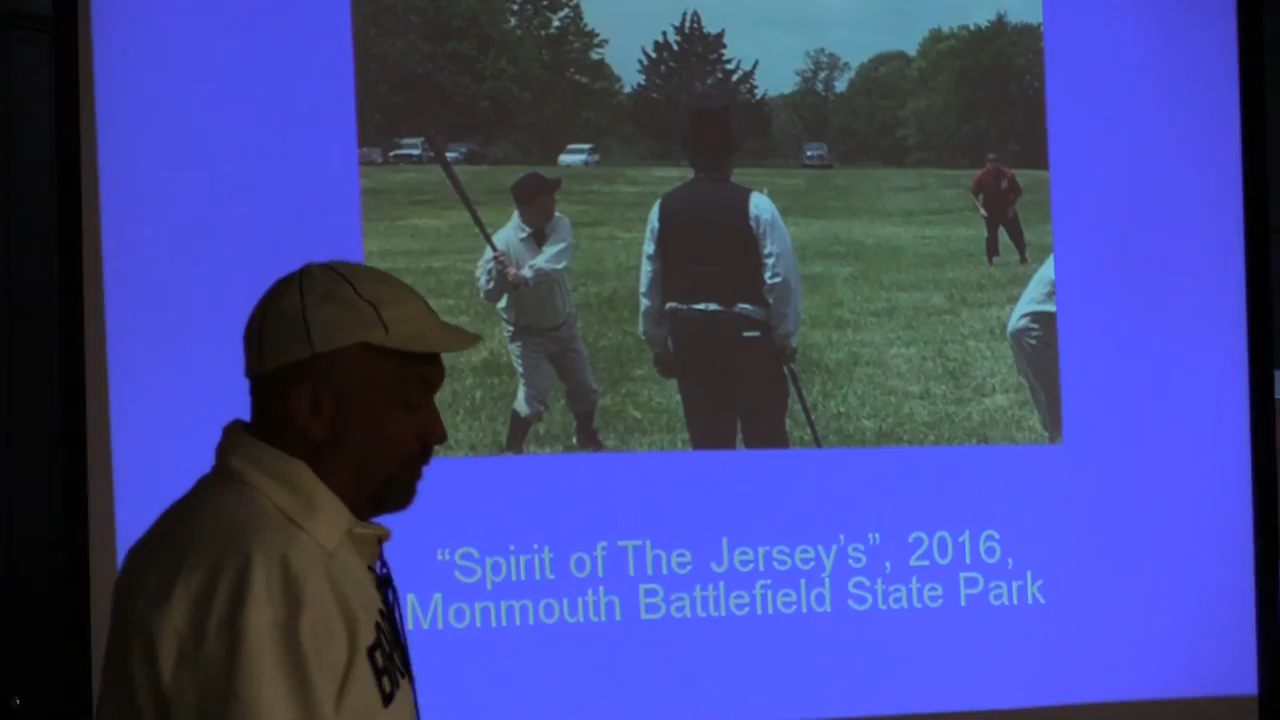 “Spirit of The Jersey’s”, 2016,
Monmouth Battlefield State Park